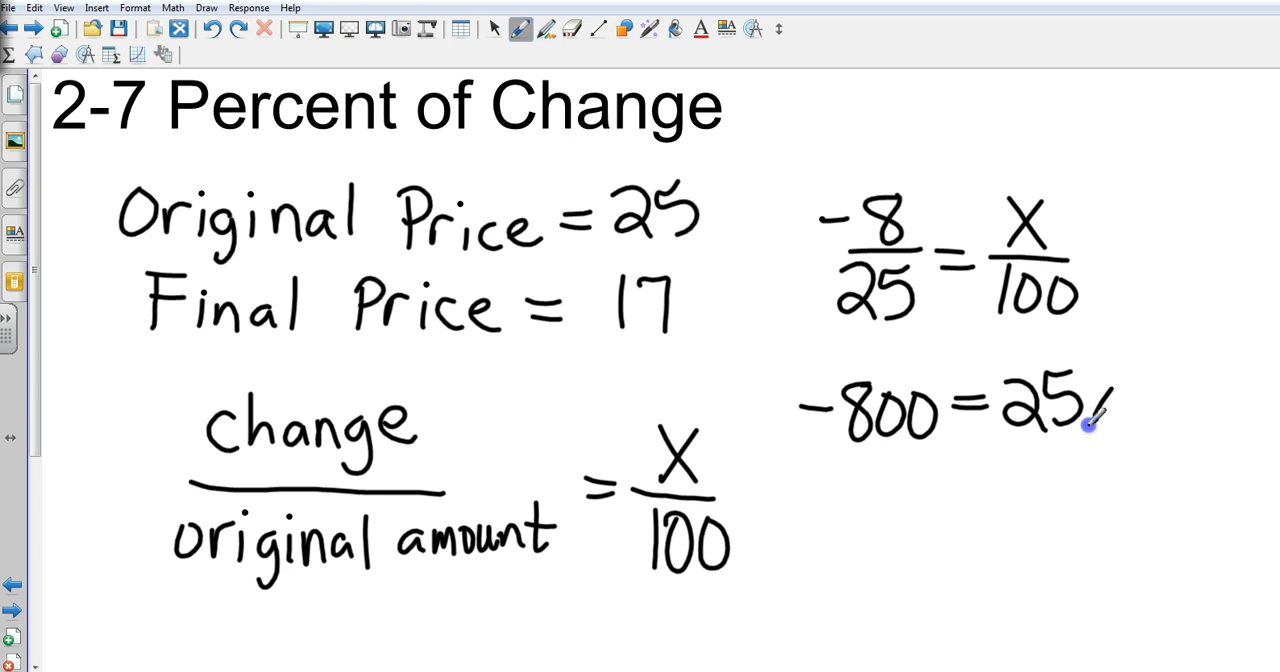 File Edit View Insert Format Math Draw Response Help
2-7 Percent of Change
Original Price = 25
Final Price = 17
change
original amount
= X
100
-8
25
= X
100
-800 = 25